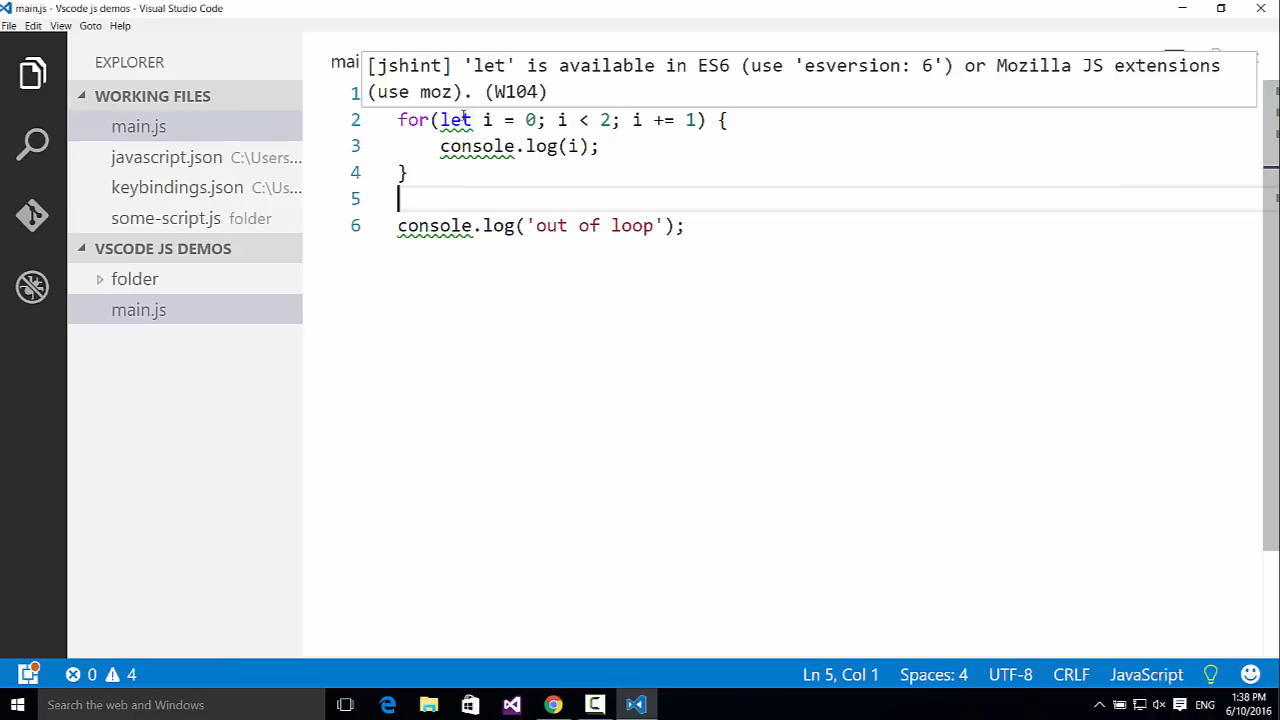 main.js - Vscode js demos - Visual Studio Code
File Edit View Goto Help
EXPLORER
WORKING FILES
main.js
javascript.json C:\Users...
keybindings.json C:\Us...
some-script.js folder
VSCODE JS DEMOS
folder
main.js
mai
[jshint] 'let' is available in ES6 (use 'esversion: 6') or Mozilla JS extensions
(use moz). (W104)
1
2 for(let i = 0; i < 2; i += 1) {
3 console.log(i);
4 }
5
6 console.log('out of loop');
0 4 Ln 5, Col 1 Spaces: 4 UTF-8 CRLF JavaScript
Search the web and Windows
ENG
1:38 PM
6/10/2016